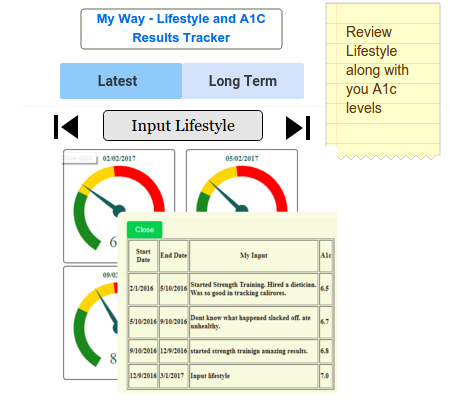 My Way - Lifestyle and A1C
Results Tracker
Review
Lifestyle
along with
you A1c
levels
Latest
Long Term
Input Lifestyle
02/02/2017
05/02/2017
6
09/0
8
Close
Start Date End Date My Input A1c
2/1/2016 5/10/2016 Started Strength Training. Hired a dietician.
Was so good in tracking calirores. 6.5
5/10/2016 9/10/2016 Dont know what happened slacked off. ate
unhealthy. 6.7
9/10/2016 12/9/2016 started strength trainign amazing results. 6.8
12/9/2016 3/1/2017 Input lifestyle 7.0